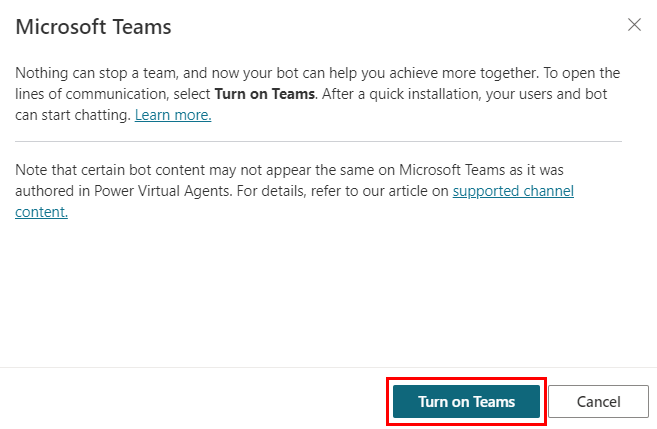 Microsoft Teams
Nothing can stop a team, and now your bot can help you achieve more together. To open the
lines of communication, select Turn on Teams. After a quick installation, your users and bot
can start chatting. Learn more.
Note that certain bot content may not appear the same on Microsoft Teams as it was
authored in Power Virtual Agents. For details, refer to our article on supported channel
content.
Turn on Teams
Cancel